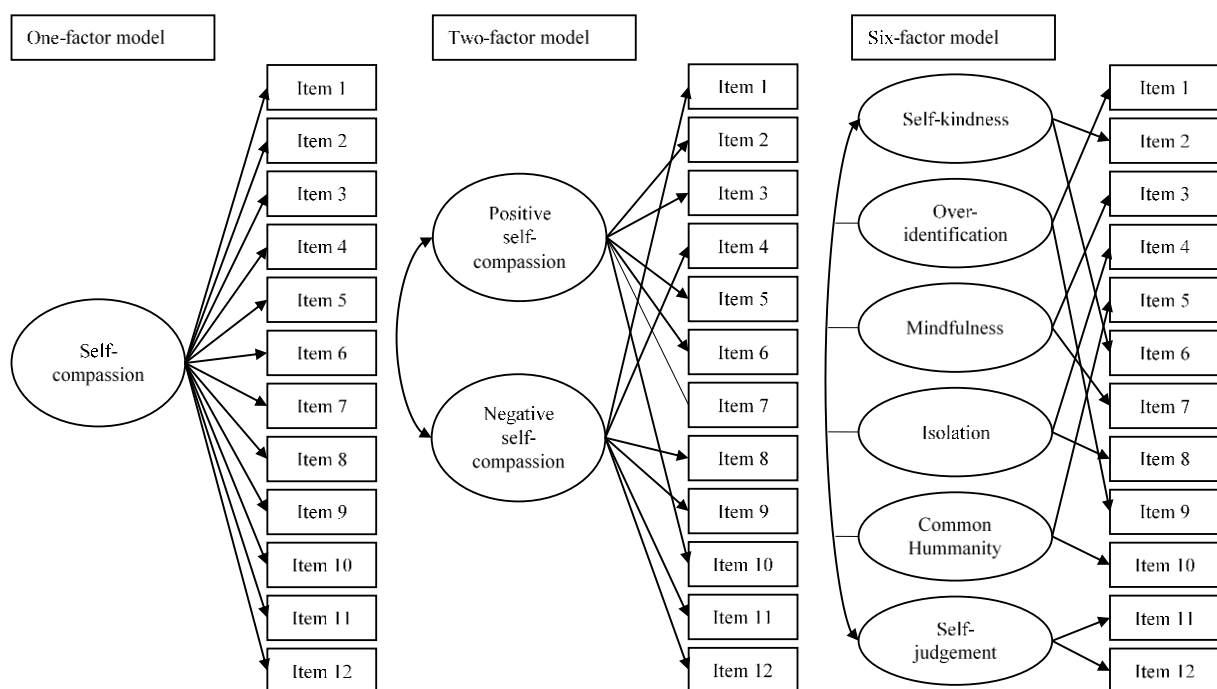 One-factor model
Item 1
Item 2
Item 3
Item 4
Item 5
Item 6
Item 7
Item 8
Item 9
Item 10
Item 11
Item 12
Self-
compassion
Two-factor model
Item 1
Item 2
Item 3
Item 4
Item 5
Item 6
Item 7
Item 8
Item 9
Item 10
Item 11
Item 12
Positive
self-
compassion
Negative
self-
compassion
Six-factor model
Self-kindness
Over-
identification
Mindfulness
Isolation
Common
Hummanity
Self-
judgement
Item 1
Item 2
Item 3
Item 4
Item 5
Item 6
Item 7
Item 8
Item 9
Item 10
Item 11
Item 12